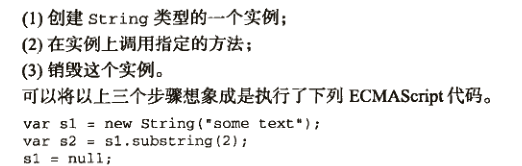 (1) 创建 String 类型的一个实例；
(2) 在实例上调用指定的方法；
(3) 销毁这个实例。
可以将以上三个步骤想象成是执行了下列 ECMAScript 代码。
var s1 = new String("some text");
var s2 = s1.substring(2);
s1 = null;